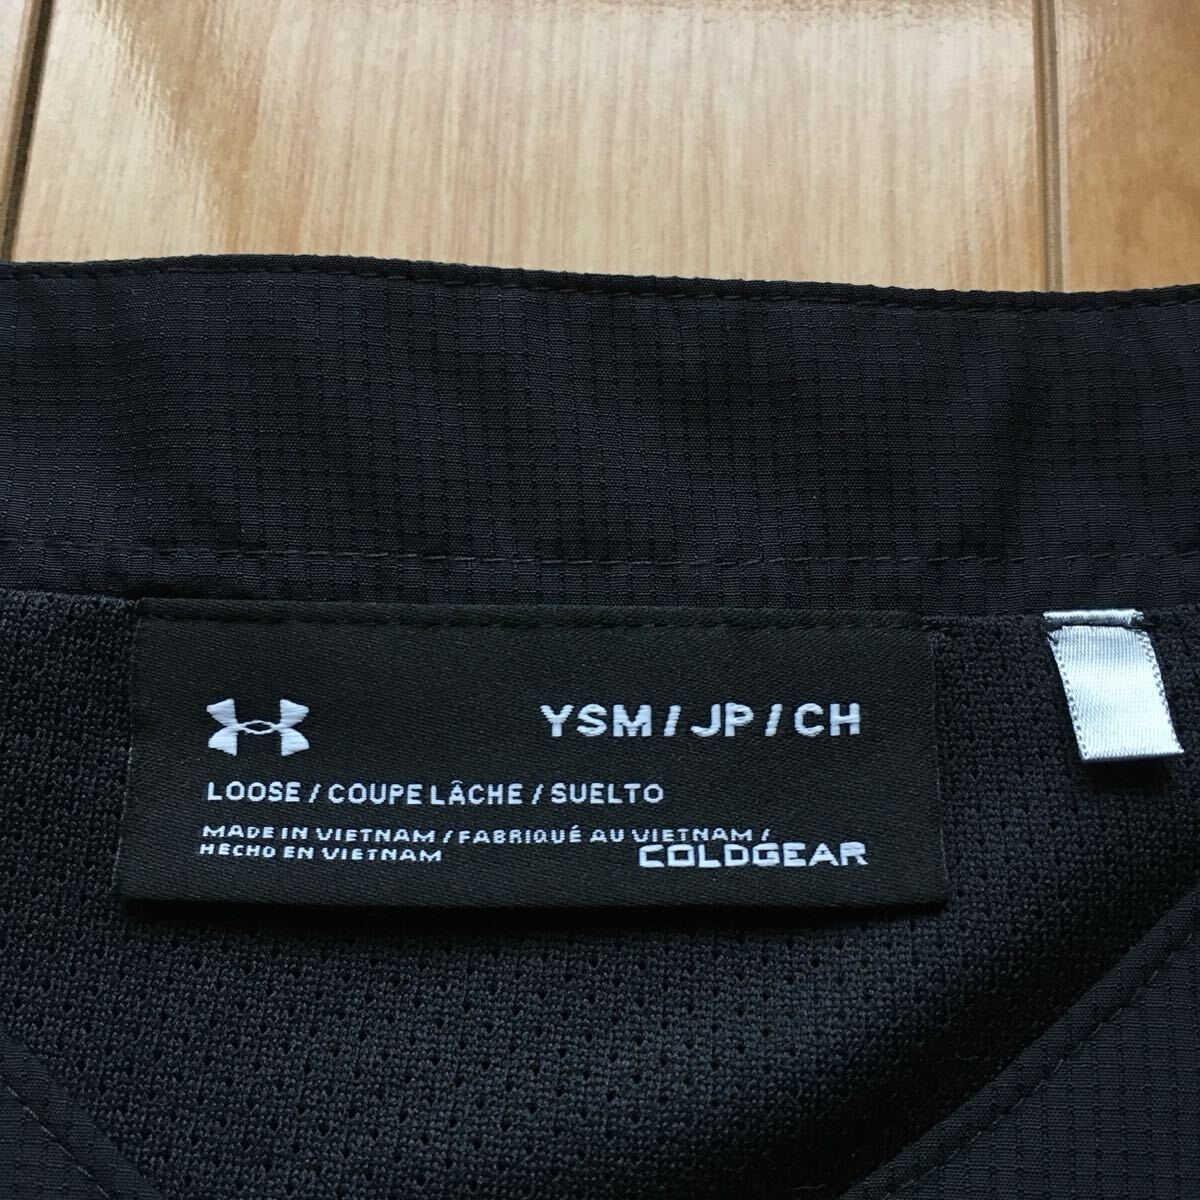 YSM / JP / CH
LOOSE / COUPE LÂCHE / SUELTO
MADE IN VIETNAM / FABRIQUÉ AU VIETNAM /
HECHO EN VIETNAM
COLDGEAR